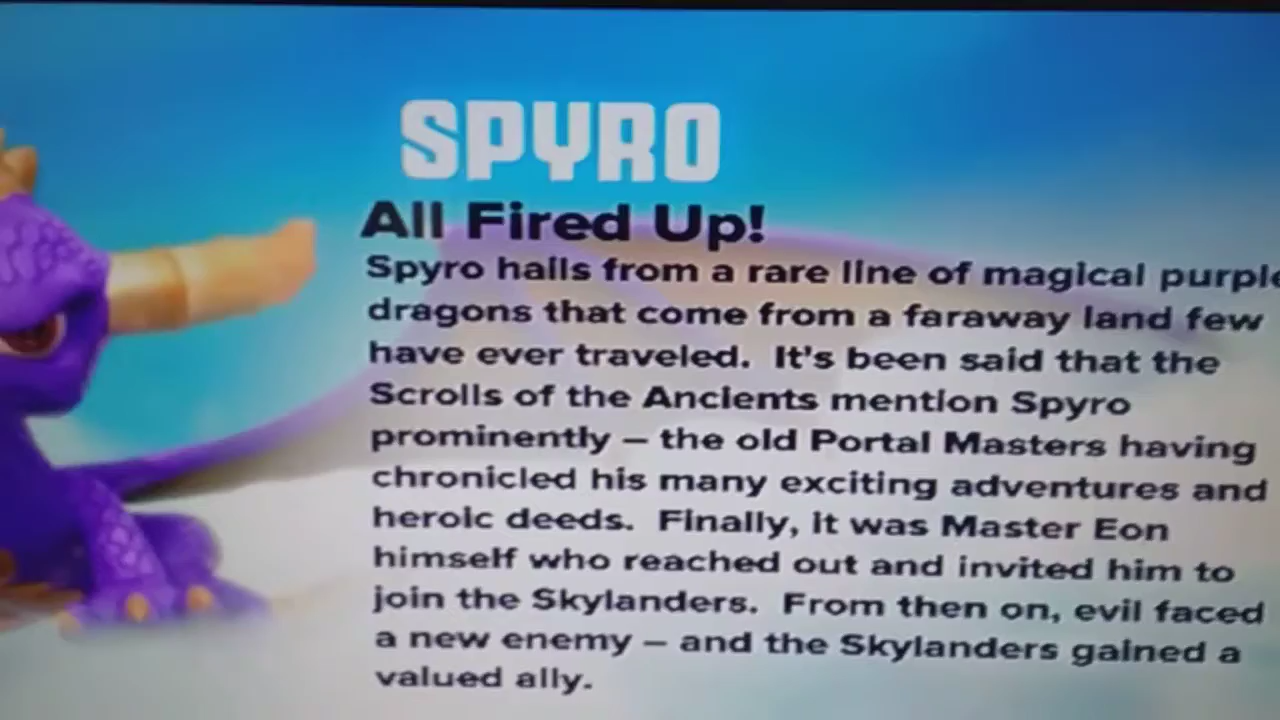 SPYRO
All Fired Up!
Spyro hails from a rare line of magical purple
dragons that come from a faraway land few
have ever traveled. It's been said that the
Scrolls of the Ancients mention Spyro
prominently – the old Portal Masters having
chronicled his many exciting adventures and
heroic deeds. Finally, it was Master Eon
himself who reached out and invited him to
join the Skylanders. From then on, evil faced
a new enemy – and the Skylanders gained a
valued ally.